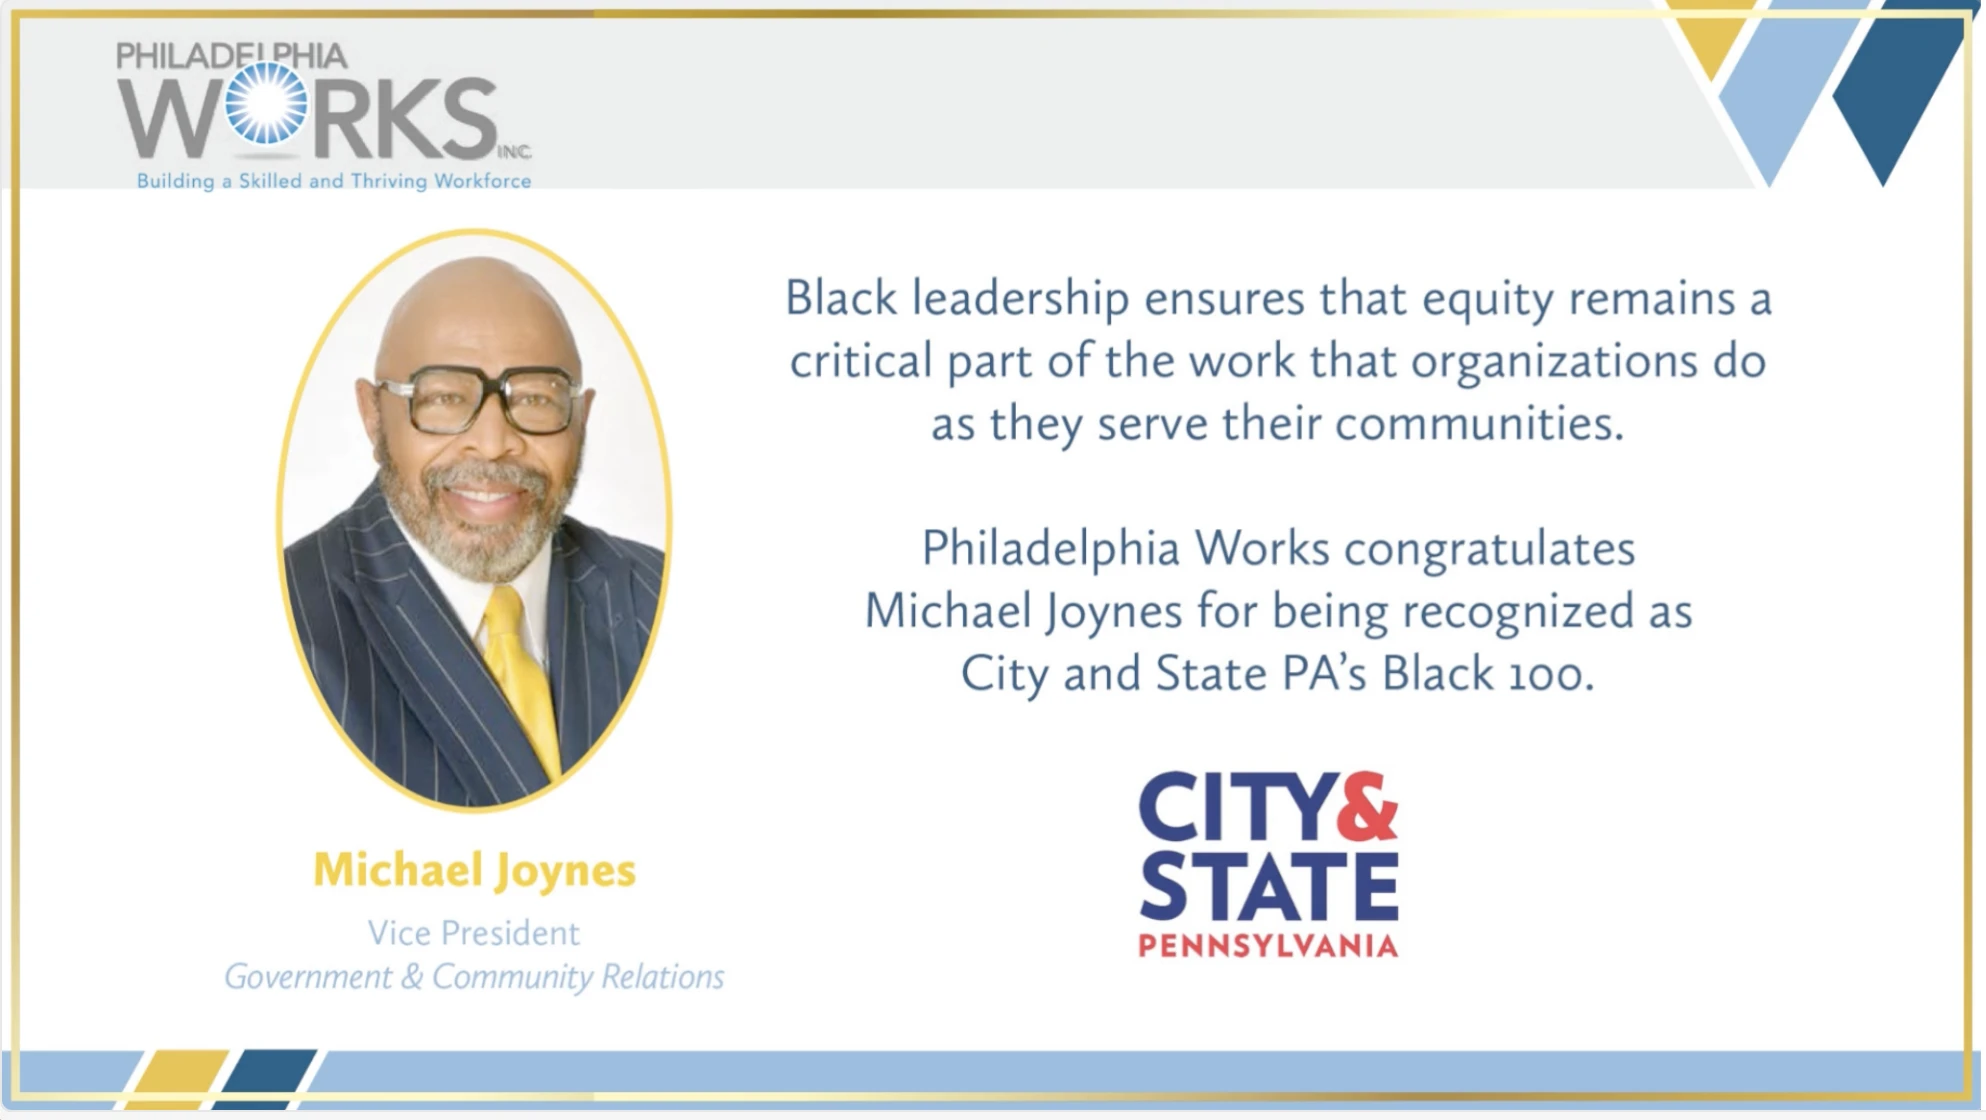 PHILADELPHIA
WORKS INC.
Building a Skilled and Thriving Workforce
Black leadership ensures that equity remains a
critical part of the work that organizations do
as they serve their communities.
Philadelphia Works congratulates
Michael Joynes for being recognized as
City and State PA’s Black 100.
Michael Joynes
Vice President
Government & Community Relations
CITY&
STATE
PENNSYLVANIA